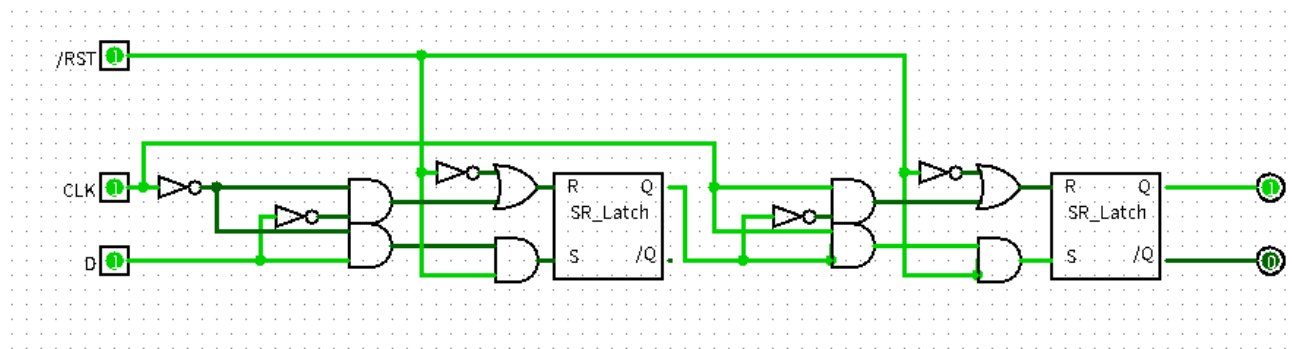 /RST 1
CLK 1
D 1
R Q
SR_Latch
S /Q
R Q
SR_Latch
S /Q
1
0